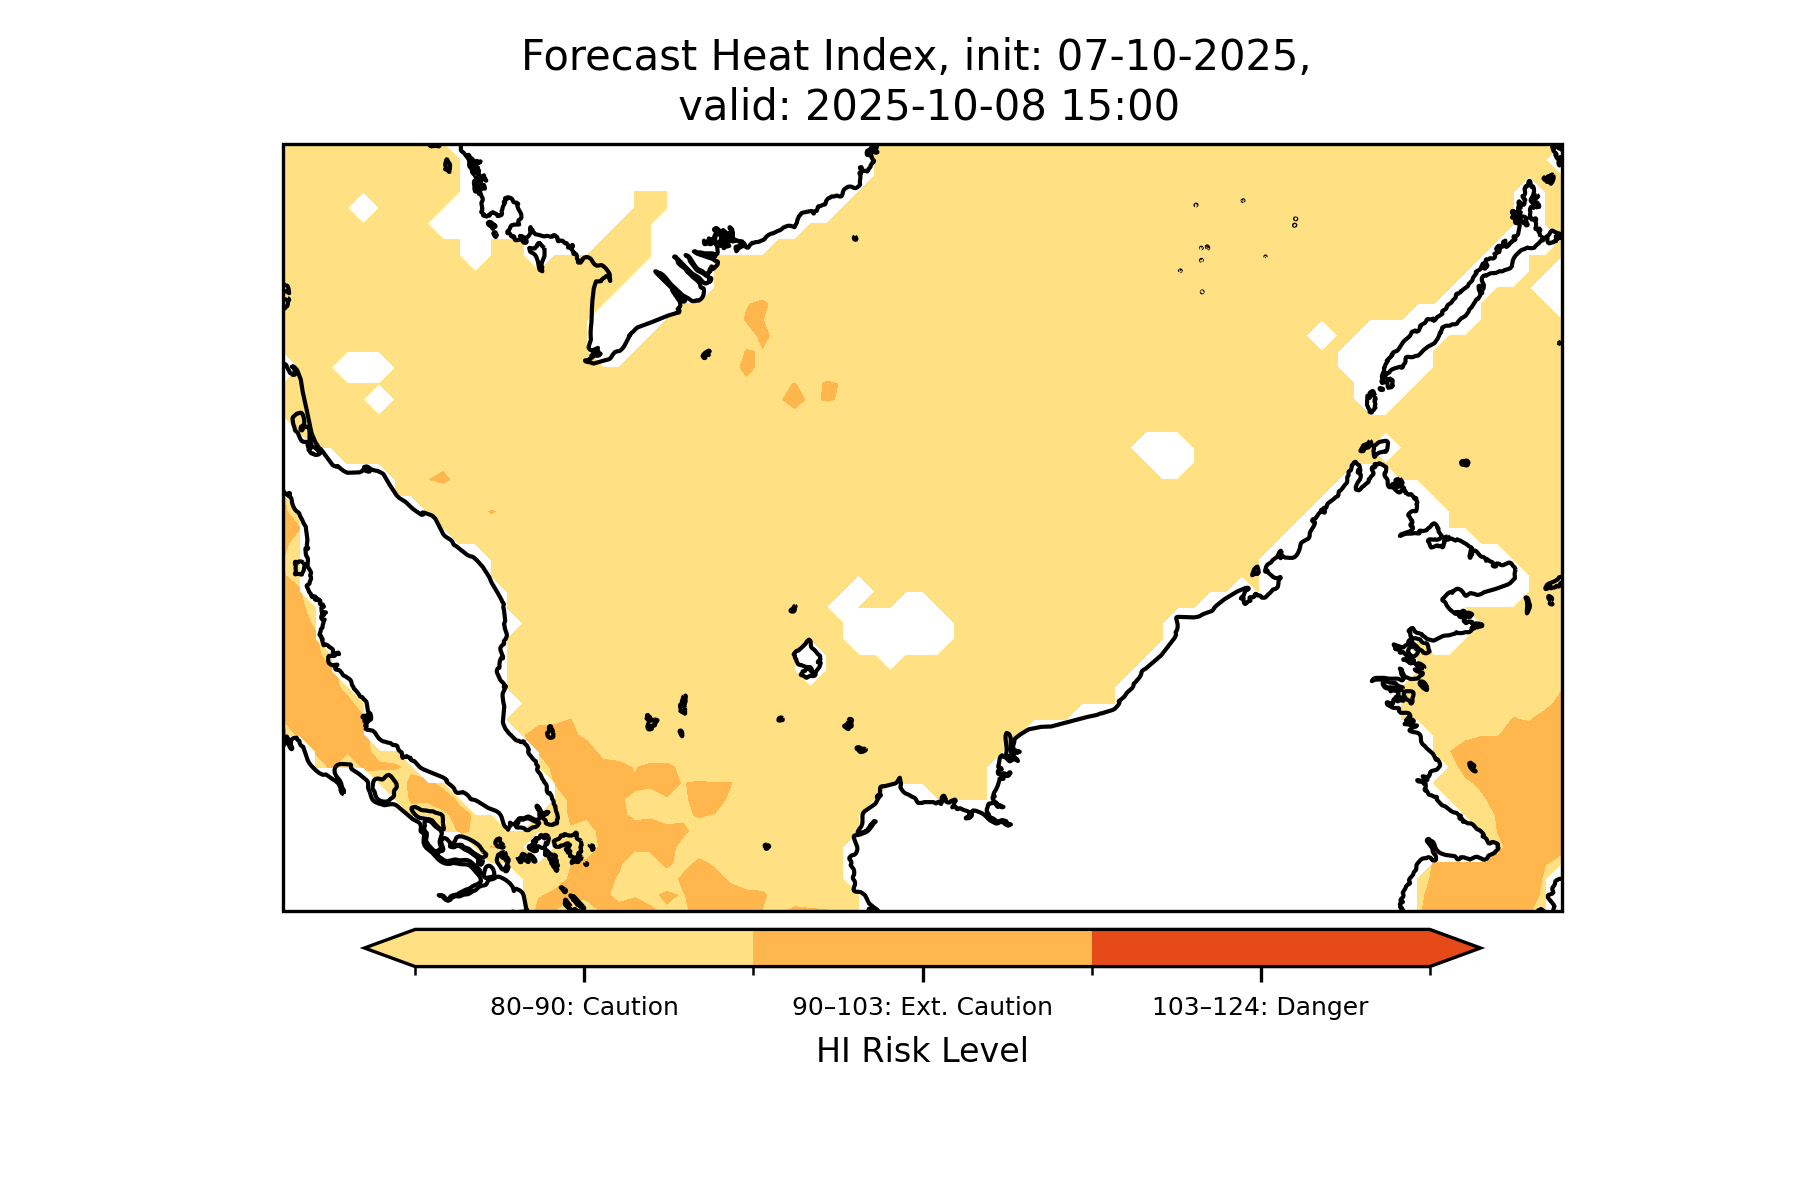 Forecast Heat Index, init: 07-10-2025,
valid: 2025-10-08 15:00
80–90: Caution
90–103: Ext. Caution
103–124: Danger
HI Risk Level